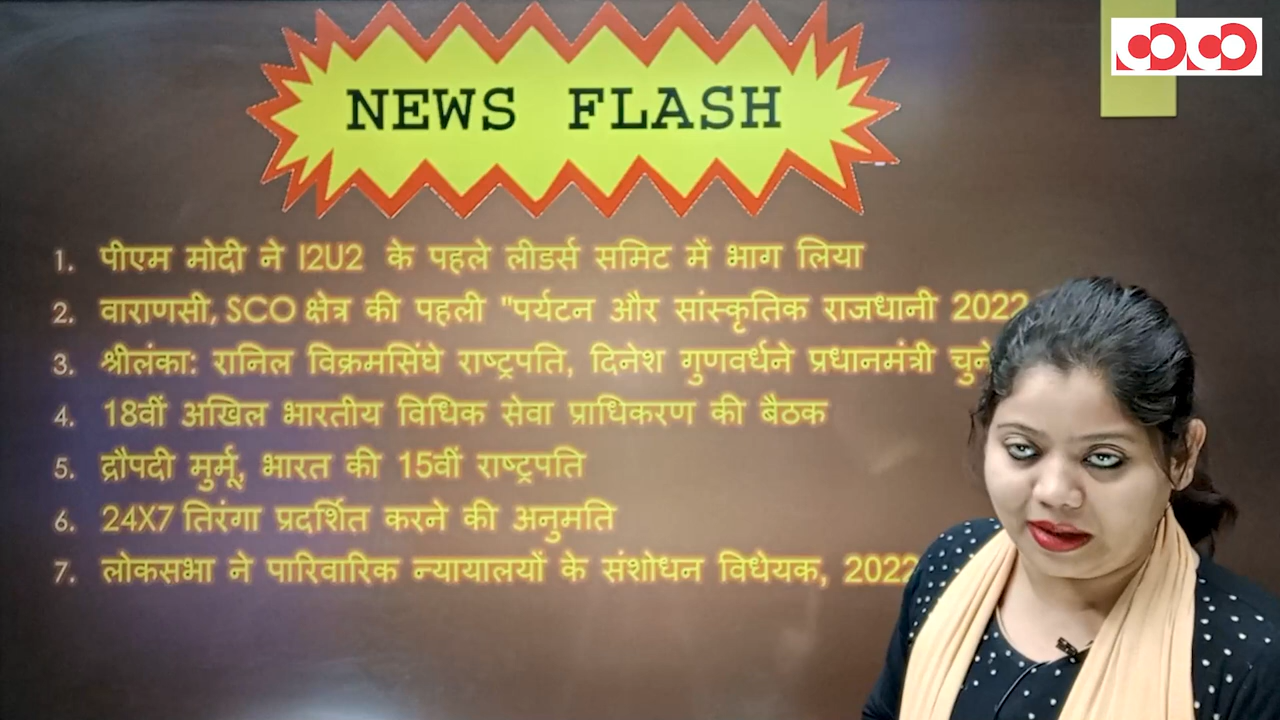 NEWS FLASH
1. पीएम मोदी ने I2U2 के पहले लीडर्स समिट में भाग लिया
2. वाराणसी, SCO क्षेत्र की पहली "पर्यटन और सांस्कृतिक राजधानी 2022
3. श्रीलंका: रानिल विक्रमसिंघे राष्ट्रपति, दिनेश गुणवर्धने प्रधानमंत्री चुने
4. 18वीं अखिल भारतीय विधिक सेवा प्राधिकरण की बैठक
5. द्रौपदी मुर्मू, भारत की 15वीं राष्ट्रपति
6. 24X7 तिरंगा प्रदर्शित करने की अनुमति
7. लोकसभा ने पारिवारिक न्यायालयों के संशोधन विधेयक, 2022